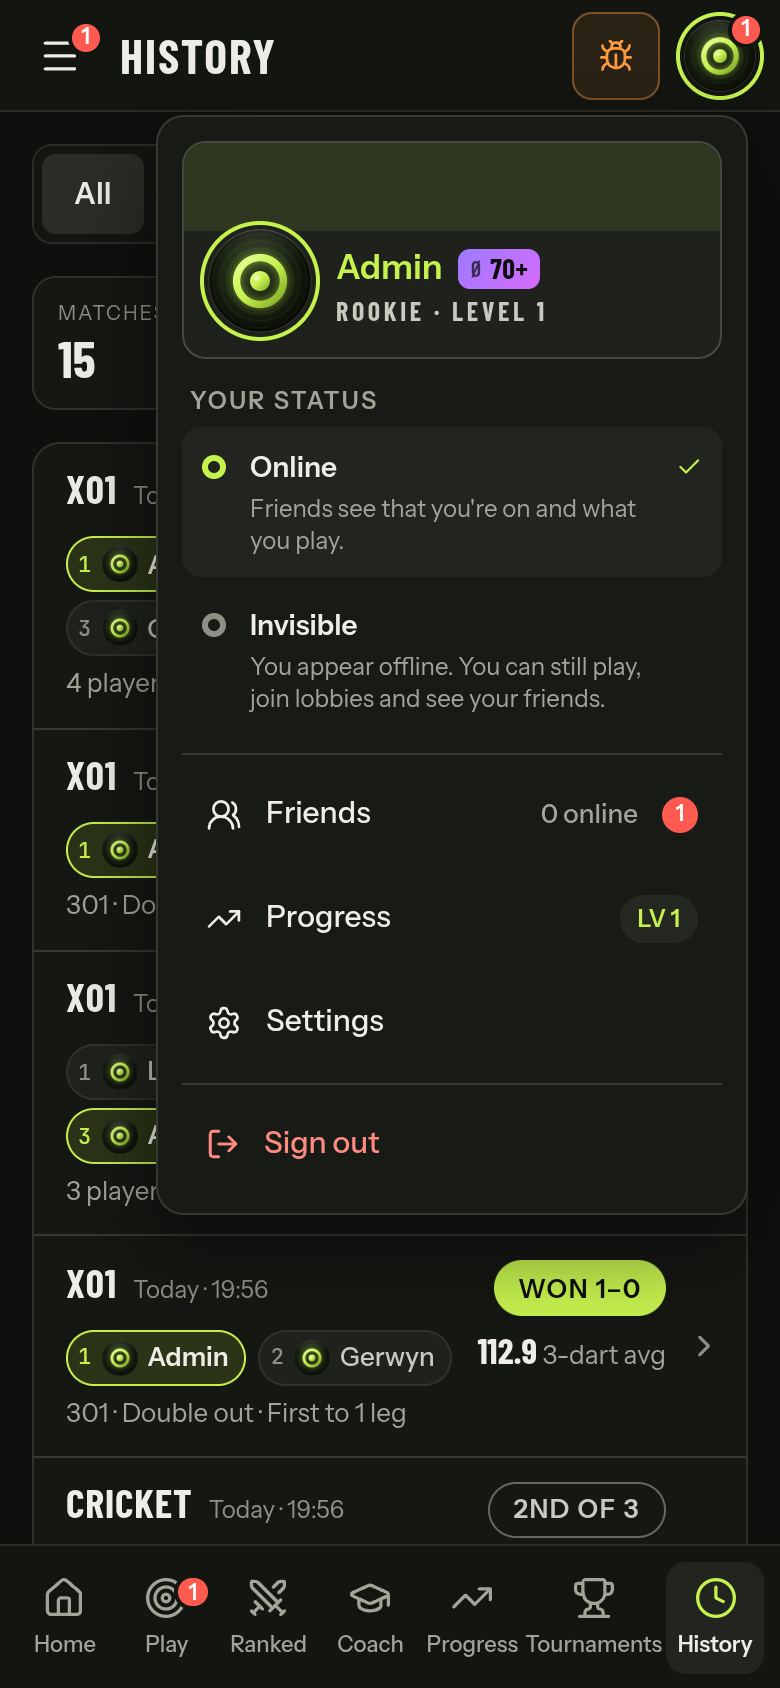 1
HISTORY
1
All
Admin Ø 70+
ROOKIE · LEVEL 1
MATCHES
15
YOUR STATUS
Online
Friends see that you're on and what
you play.
Invisible
You appear offline. You can still play,
join lobbies and see your friends.
Friends 0 online 1
Progress LV 1
Settings
Sign out
X01
1
3
4 player
X01
1
301 · Do
X01
1
3
3 player
X01 Today · 19:56 WON 1–0
1 Admin 2 Gerwyn 112.9 3-dart avg
301 · Double out · First to 1 leg
CRICKET Today · 19:56 2ND OF 3
1
Home Play Ranked Coach Progress Tournaments History